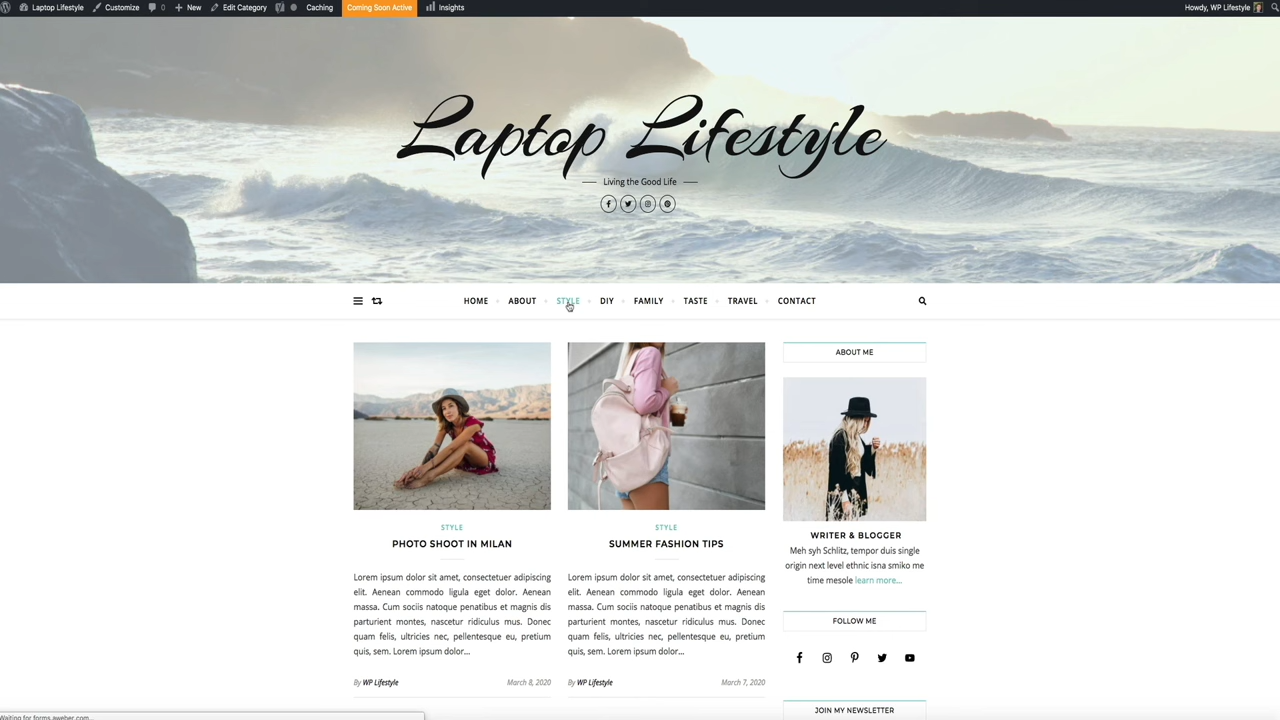 Laptop Lifestyle Customize 0 New Edit Category Caching Coming Soon Active Insights Howdy, WP Lifestyle
Laptop Lifestyle
Living the Good Life
HOME ABOUT STYLE DIY FAMILY TASTE TRAVEL CONTACT
ABOUT ME
STYLE
PHOTO SHOOT IN MILAN
Lorem ipsum dolor sit amet, consectetuer adipiscing
elit. Aenean commodo ligula eget dolor. Aenean
massa. Cum sociis natoque penatibus et magnis dis
parturient montes, nascetur ridiculus mus. Donec
quam felis, ultricies nec, pellentesque eu, pretium
quis, sem. Lorem ipsum dolor...
By WP Lifestyle March 8, 2020
STYLE
SUMMER FASHION TIPS
Lorem ipsum dolor sit amet, consectetuer adipiscing
elit. Aenean commodo ligula eget dolor. Aenean
massa. Cum sociis natoque penatibus et magnis dis
parturient montes, nascetur ridiculus mus. Donec
quam felis, ultricies nec, pellentesque eu, pretium
quis, sem. Lorem ipsum dolor...
By WP Lifestyle March 7, 2020
WRITER & BLOGGER
Meh syh Schlitz, tempor duis single
origin next level ethnic isna smiko me
time mesole learn more...
FOLLOW ME
JOIN MY NEWSLETTER
Waiting for forms.aweber.com...